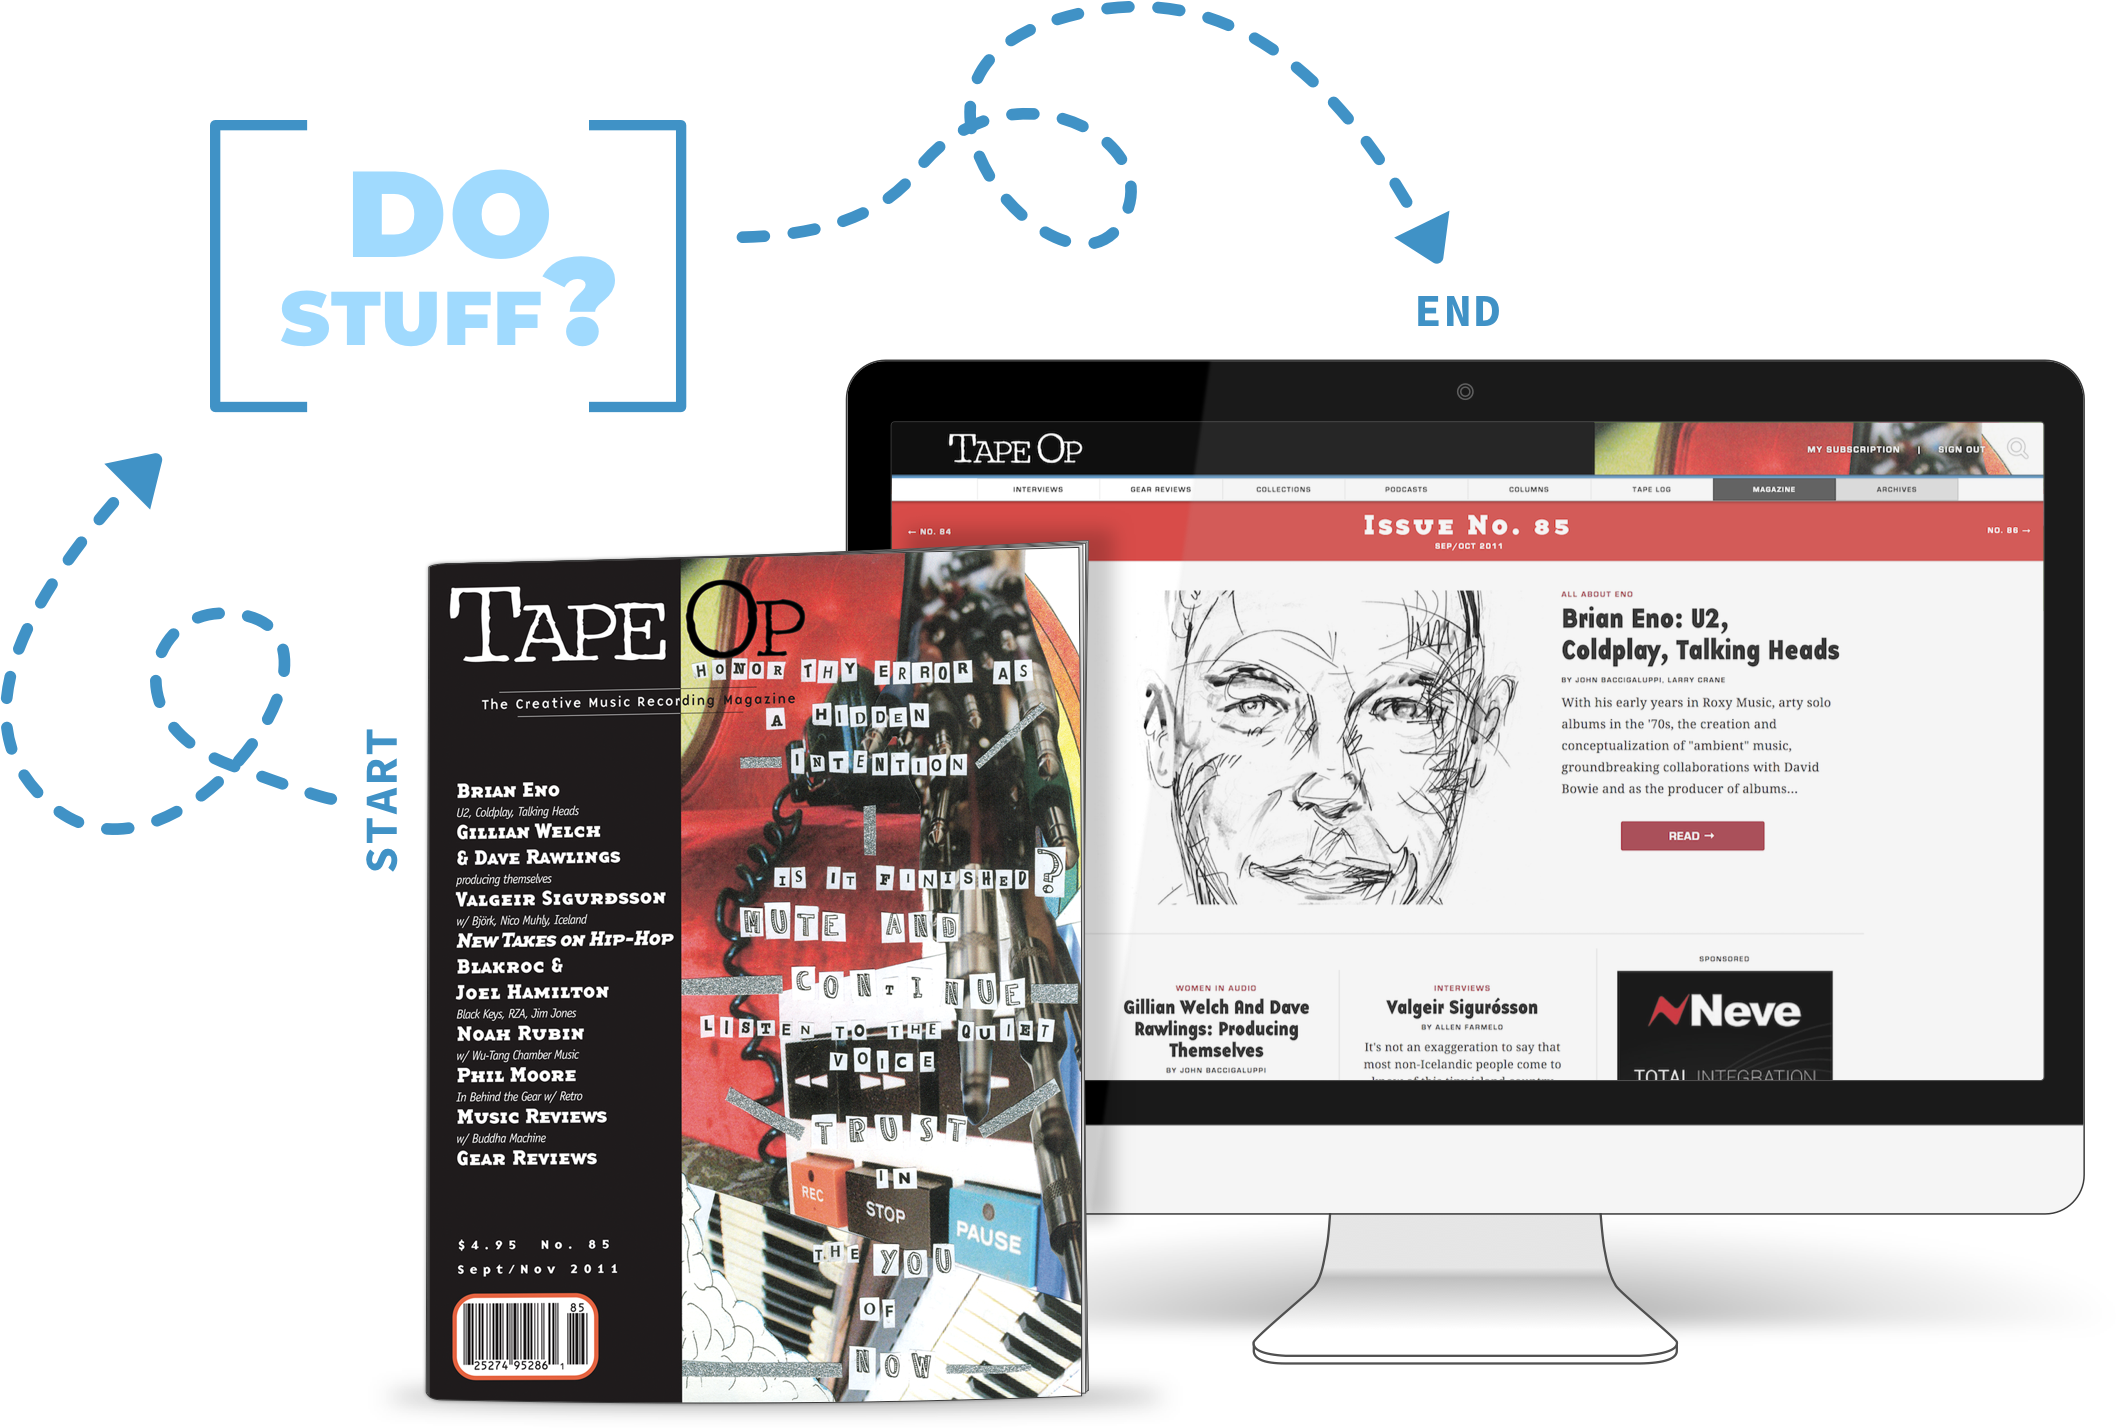 DO
STUFF?
END
START
TAPE OP
MY SUBSCRIPTION | SIGN OUT
INTERVIEWS GEAR REVIEWS COLLECTIONS PODCASTS COLUMNS TAPE LOG MAGAZINE ARCHIVES
← NO. 84
ISSUE NO. 85
SEP/OCT 2011
NO. 86 →
ALL ABOUT ENO
Brian Eno: U2,
Coldplay, Talking Heads
BY JOHN BACCIGALUPPI, LARRY CRANE
With his early years in Roxy Music, arty solo
albums in the '70s, the creation and
conceptualization of "ambient" music,
groundbreaking collaborations with David
Bowie and as the producer of albums...
READ →
WOMEN IN AUDIO
Gillian Welch And Dave
Rawlings: Producing
Themselves
BY JOHN BACCIGALUPPI
INTERVIEWS
Valgeir Sigurósson
BY ALLEN FARMELO
It's not an exaggeration to say that
most non-Icelandic people come to
know of this tiny island country
SPONSORED
Neve
TOTAL INTEGRATION
TAPE OP
The Creative Music Recording Magazine
BRIAN ENO
U2, Coldplay, Talking Heads
GILLIAN WELCH
& DAVE RAWLINGS
producing themselves
VALGEIR SIGURÐSSON
w/ Björk, Nico Muhly, Iceland
NEW TAKES ON HIP-HOP
BLAKROC &
JOEL HAMILTON
Black Keys, RZA, Jim Jones
NOAH RUBIN
w/ Wu-Tang Chamber Music
PHIL MOORE
In Behind the Gear w/ Retro
MUSIC REVIEWS
w/ Buddha Machine
GEAR REVIEWS
$4.95 No. 85
Sept/Nov 2011
85
25274 95286 1
HONOR THY ERROR AS
A HIDDEN
INTENTION
IS IT FINISHED?
MUTE AND
CONTINUE
LISTEN TO THE QUIET
VOICE
TRUST
IN
THE YOU
OF
NOW
REC
STOP
PAUSE